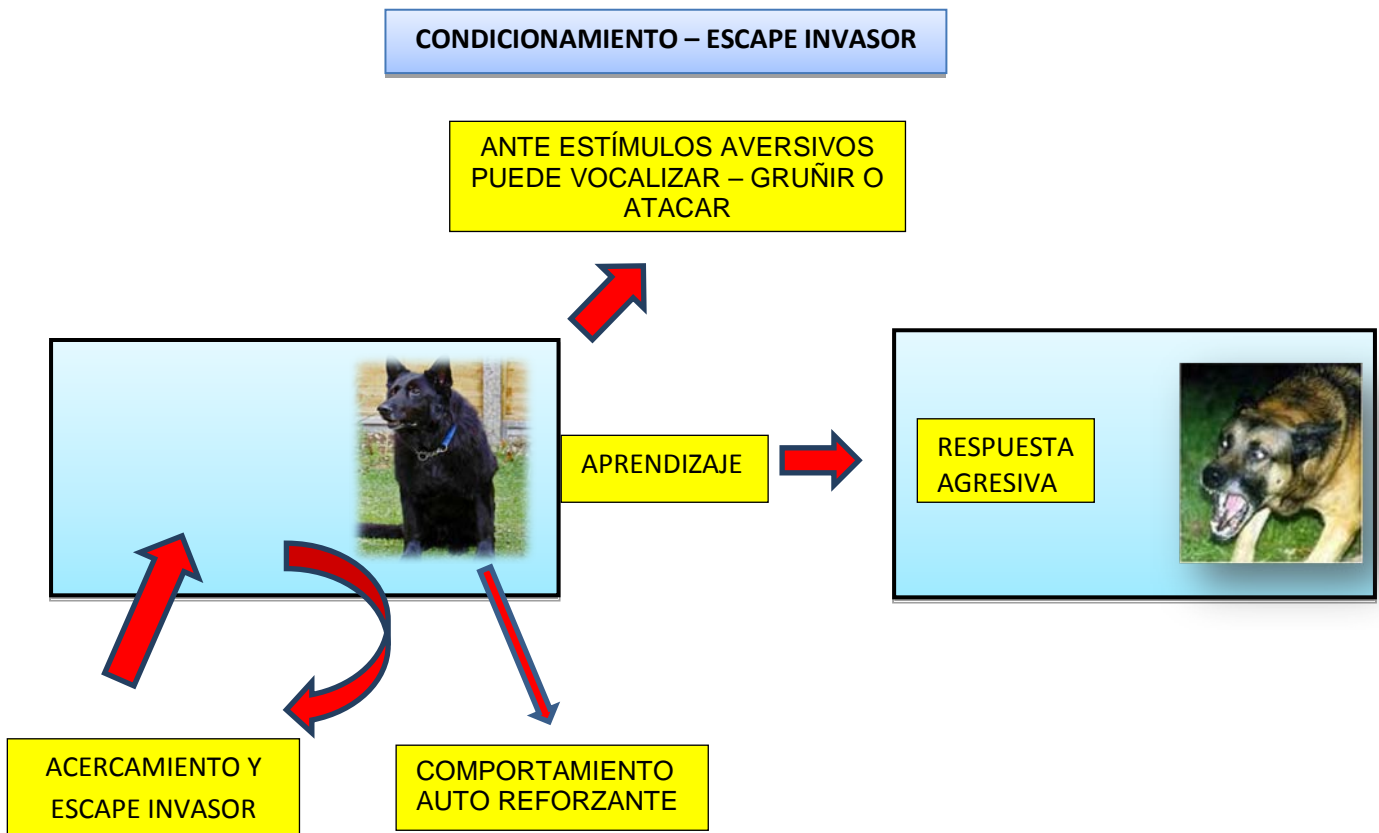 CONDICIONAMIENTO – ESCAPE INVASOR
ANTE ESTÍMULOS AVERSIVOS
PUEDE VOCALIZAR – GRUÑIR O
ATACAR
APRENDIZAJE
RESPUESTA
AGRESIVA
ACERCAMIENTO Y
ESCAPE INVASOR
COMPORTAMIENTO
AUTO REFORZANTE